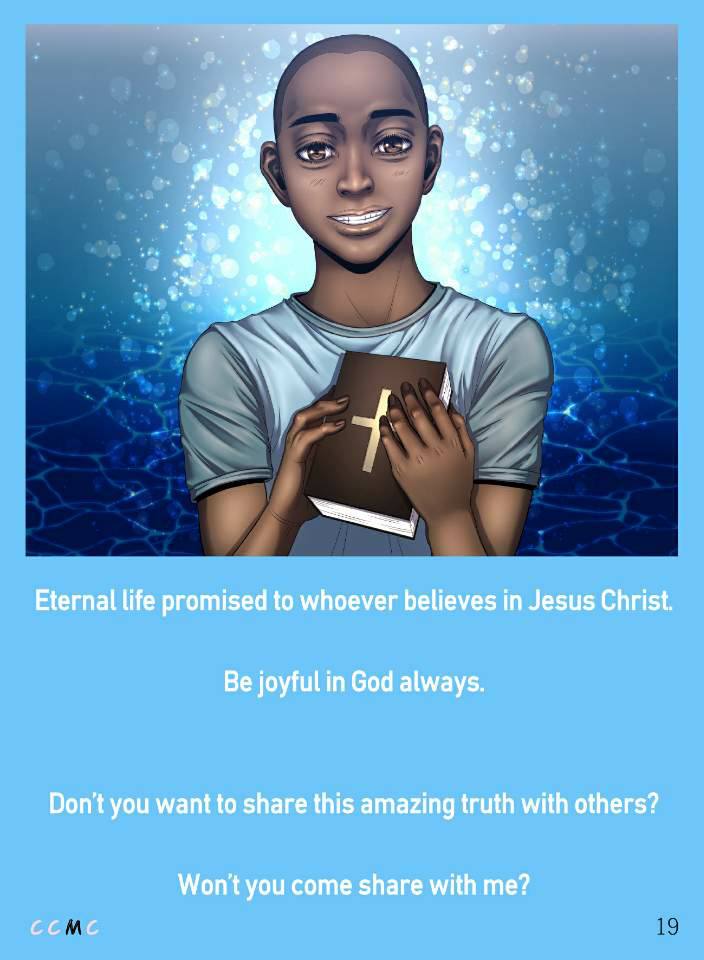 Eternal life promised to whoever believes in Jesus Christ.
Be joyful in God always.
Don't you want to share this amazing truth with others?
Won't you come share with me?
CCMC
19